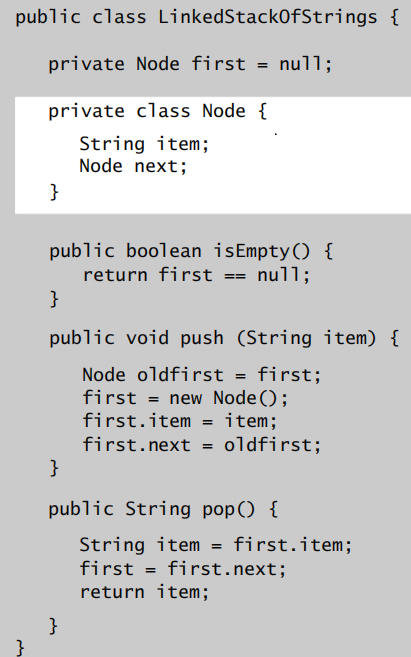 public class LinkedStackOfStrings {
private Node first = null;
private class Node {
String item;
Node next;
}
public boolean isEmpty() {
return first == null;
}
public void push (String item) {
Node oldfirst = first;
first = new Node();
first.item = item;
first.next = oldfirst;
}
public String pop() {
String item = first.item;
first = first.next;
return item;
}
}